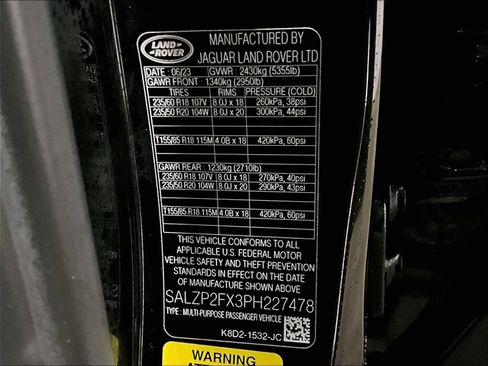 LAND ROVER
MANUFACTURED BY
JAGUAR LAND ROVER LTD
DATE : 06/23 GVWR : 2430kg (5355lb)
GAWR FRONT : 1340kg (2950lb)
TIRES RIMS PRESSURE (COLD)
235/60 R18 107V 8.0J x 18 260kPa, 38psi
235/50 R20 104W 8.0J x 20 300kPa, 44psi
T155/85 R18 115M 4.0B x 18 420kPa, 60psi
GAWR REAR : 1230kg (2710lb)
235/60 R18 107V 8.0J x 18 270kPa, 40psi
235/50 R20 104W 8.0J x 20 290kPa, 43psi
T155/85 R18 115M 4.0B x 18 420kPa, 60psi
THIS VEHICLE CONFORMS TO ALL
APPLICABLE U.S. FEDERAL MOTOR
VEHICLE SAFETY AND THEFT PREVENTION
STANDARDS IN EFFECT ON THE DATE
OF MANUFACTURE SHOWN ABOVE
SALZP2FX3PH227478
TYPE : MULTI-PURPOSE PASSENGER VEHICLE
K8D2-1532-JC
WARNING